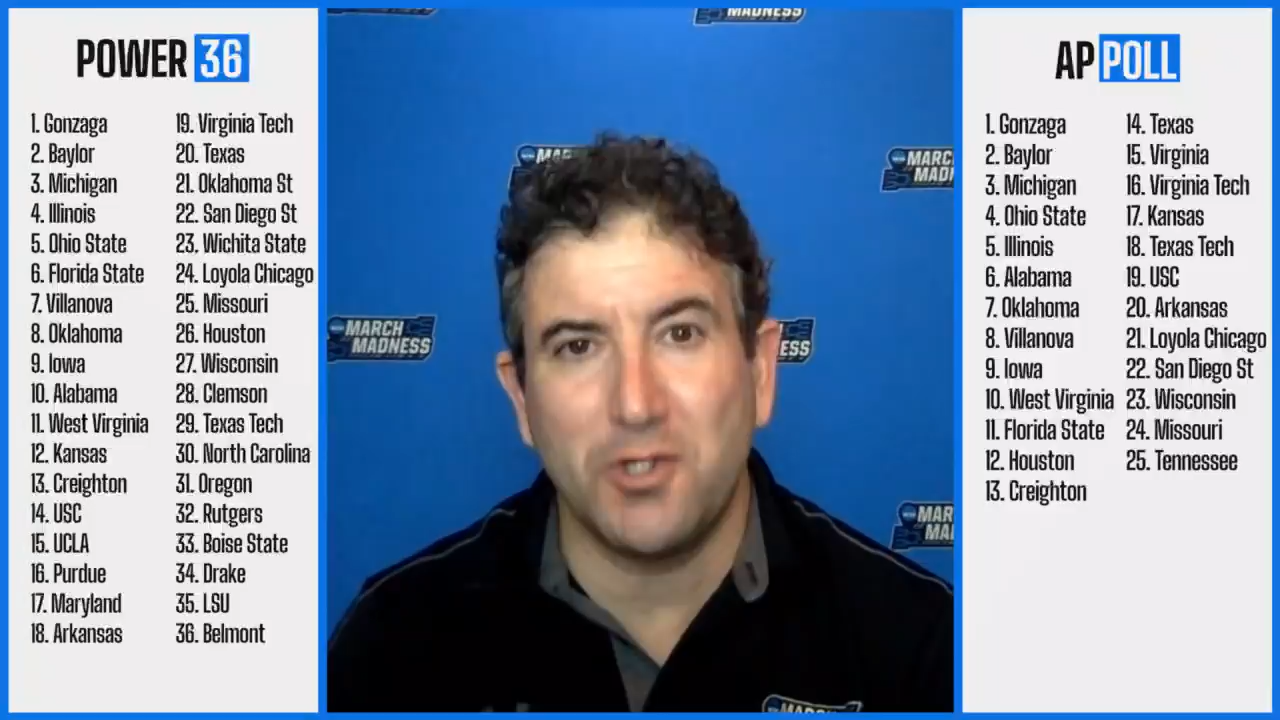 POWER 36
1. Gonzaga
2. Baylor
3. Michigan
4. Illinois
5. Ohio State
6. Florida State
7. Villanova
8. Oklahoma
9. Iowa
10. Alabama
11. West Virginia
12. Kansas
13. Creighton
14. USC
15. UCLA
16. Purdue
17. Maryland
18. Arkansas
19. Virginia Tech
20. Texas
21. Oklahoma St
22. San Diego St
23. Wichita State
24. Loyola Chicago
25. Missouri
26. Houston
27. Wisconsin
28. Clemson
29. Texas Tech
30. North Carolina
31. Oregon
32. Rutgers
33. Boise State
34. Drake
35. LSU
36. Belmont
MADNESS
MARCH
MADNESS
AP POLL
1. Gonzaga
2. Baylor
3. Michigan
4. Ohio State
5. Illinois
6. Alabama
7. Oklahoma
8. Villanova
9. Iowa
10. West Virginia
11. Florida State
12. Houston
13. Creighton
14. Texas
15. Virginia
16. Virginia Tech
17. Kansas
18. Texas Tech
19. USC
20. Arkansas
21. Loyola Chicago
22. San Diego St
23. Wisconsin
24. Missouri
25. Tennessee